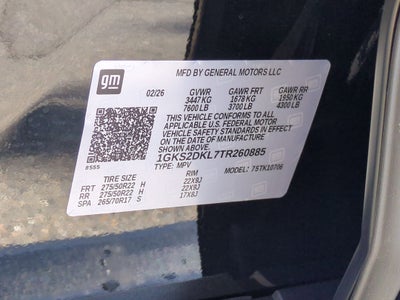 gm
MFD BY GENERAL MOTORS LLC
02/26 GVWR GAWR FRT GAWR RR
3447 KG 1678 KG 1950 KG
7600 LB 3700 LB 4300 LB
THIS VEHICLE CONFORMS TO ALL
APPLICABLE U.S. FEDERAL MOTOR
VEHICLE SAFETY STANDARDS IN EFFECT
ON THE DATE OF MANUFACTURE
SHOWN ABOVE.
1GKS2DKL7TR260885
TYPE: MPV MODEL: 75TK10706
#SSS
TIRE SIZE RIM
FRT 275/50R22 H 22X9J
RR 275/50R22 H 22X9J
SPA 265/70R17 S 17X8J